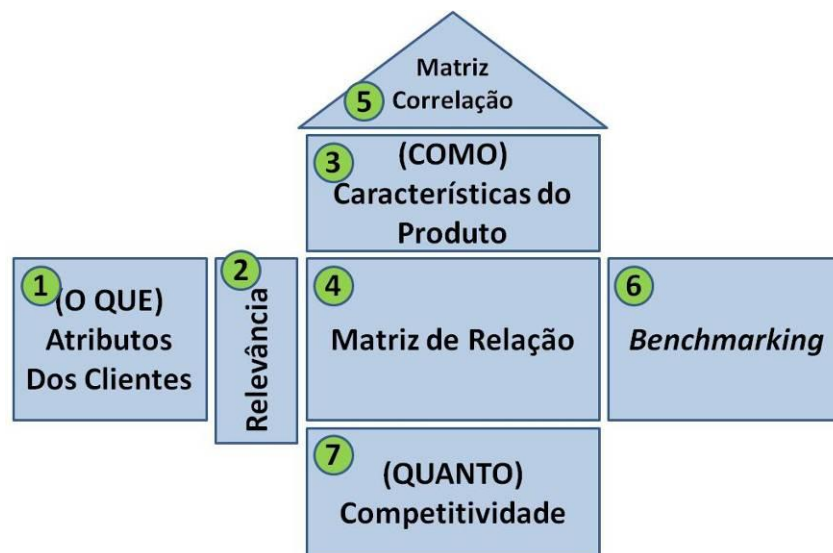 Matriz
Correlação
5
3
(COMO)
Características do
Produto
1
(O QUE)
Atributos
Dos Clientes
2
Relevância
4
Matriz de Relação
6
Benchmarking
7
(QUANTO)
Competitividade